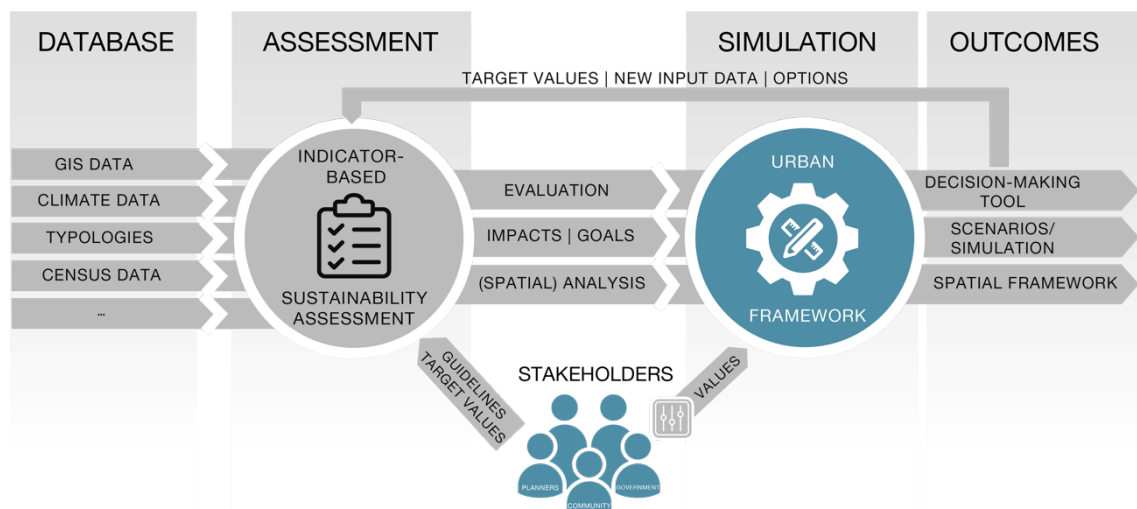 DATABASE
ASSESSMENT
SIMULATION
OUTCOMES
TARGET VALUES | NEW INPUT DATA | OPTIONS
GIS DATA
CLIMATE DATA
TYPOLOGIES
CENSUS DATA
...
INDICATOR-
BASED
SUSTAINABILITY
ASSESSMENT
EVALUATION
IMPACTS | GOALS
(SPATIAL) ANALYSIS
URBAN
FRAMEWORK
DECISION-MAKING
TOOL
SCENARIOS/
SIMULATION
SPATIAL FRAMEWORK
GUIDELINES
TARGET VALUES
STAKEHOLDERS
VALUES
PLANNERS
COMMUNITY
GOVERNMENT